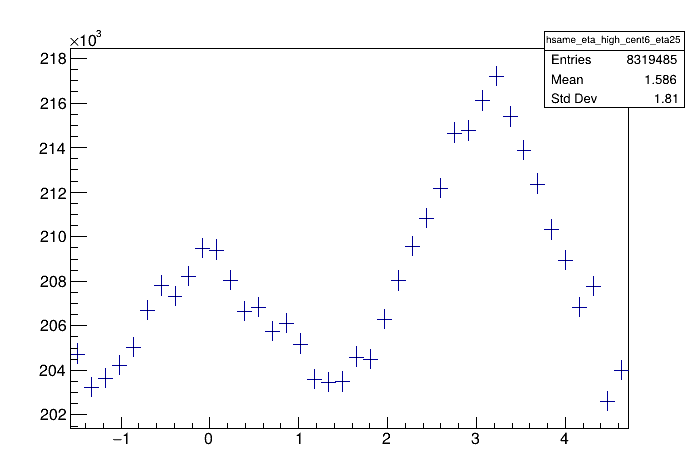 ×10³
hsame_eta_high_cent6_eta25
Entries 8319485
Mean 1.586
Std Dev 1.81
218
216
214
212
210
208
206
204
202
−1 0 1 2 3 4